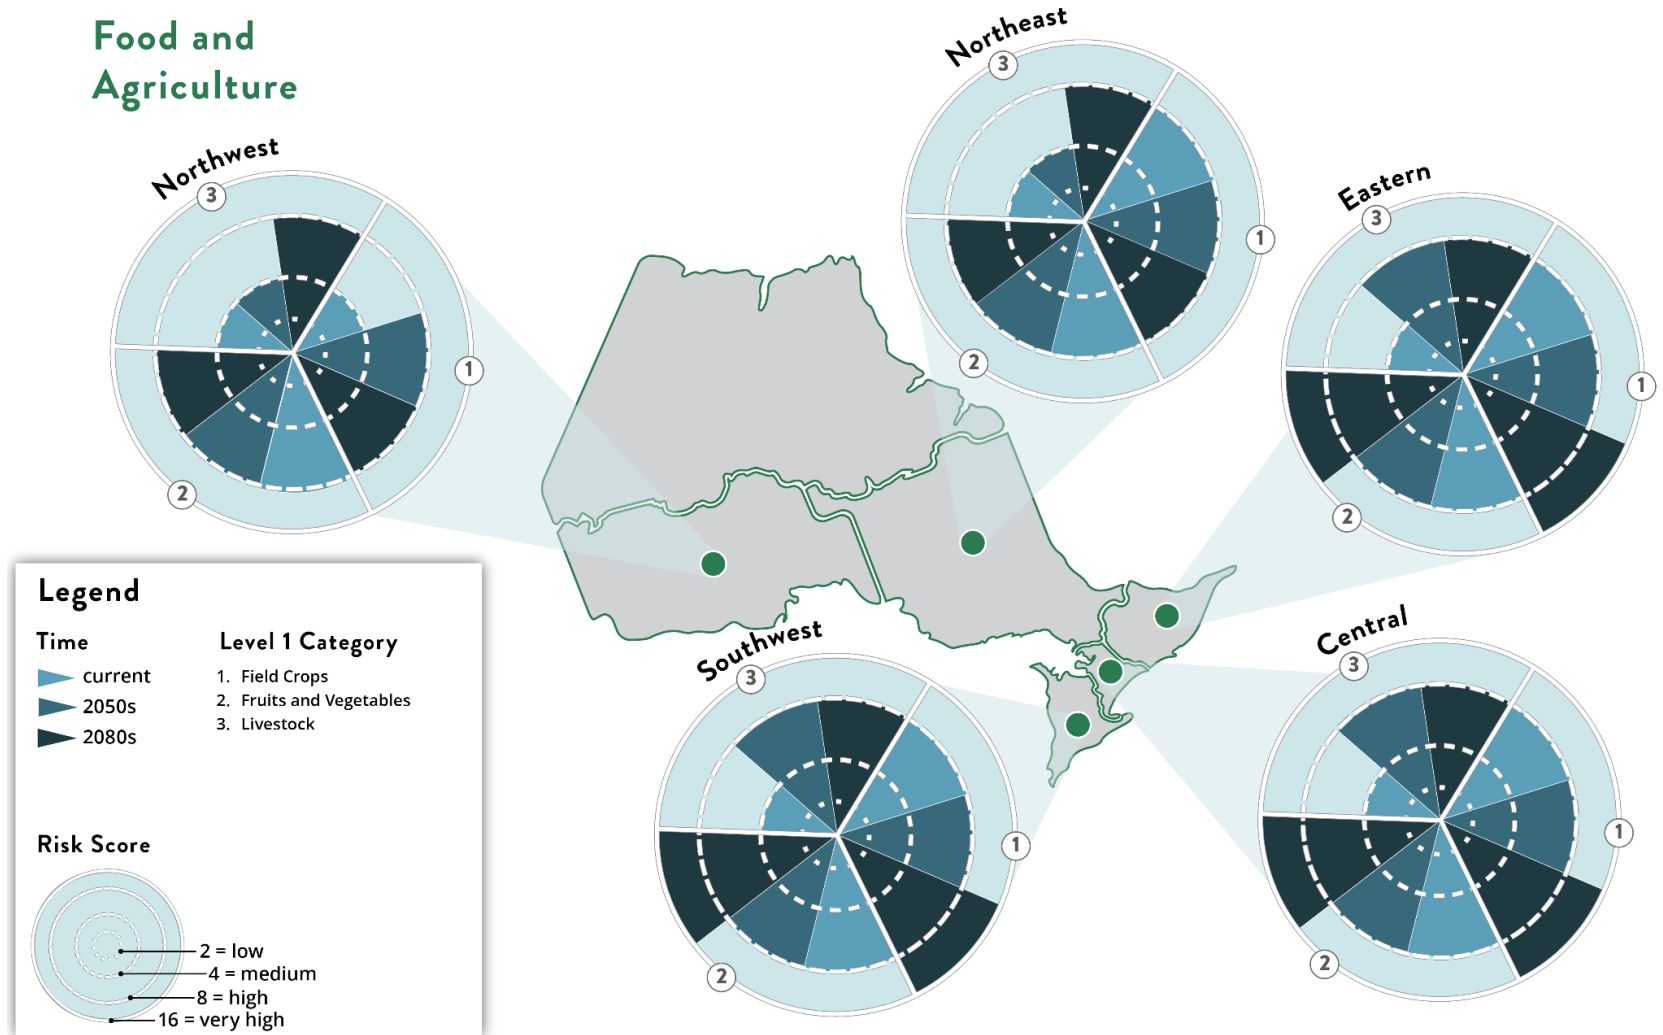 Food and
Agriculture
Northeast
3
1
2
Northwest
3
1
2
Eastern
3
1
2
Southwest
3
1
2
Central
3
1
2
Legend
Time
current
2050s
2080s
Level 1 Category
1. Field Crops
2. Fruits and Vegetables
3. Livestock
Risk Score
2 = low
4 = medium
8 = high
16 = very high